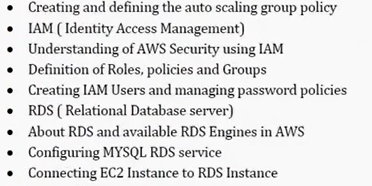 • Creating and defining the auto scaling group policy
• IAM ( Identity Access Management)
• Understanding of AWS Security using IAM
• Definition of Roles, policies and Groups
• Creating IAM Users and managing password policies
• RDS ( Relational Database server)
• About RDS and available RDS Engines in AWS
• Configuring MYSQL RDS service
• Connecting EC2 Instance to RDS Instance